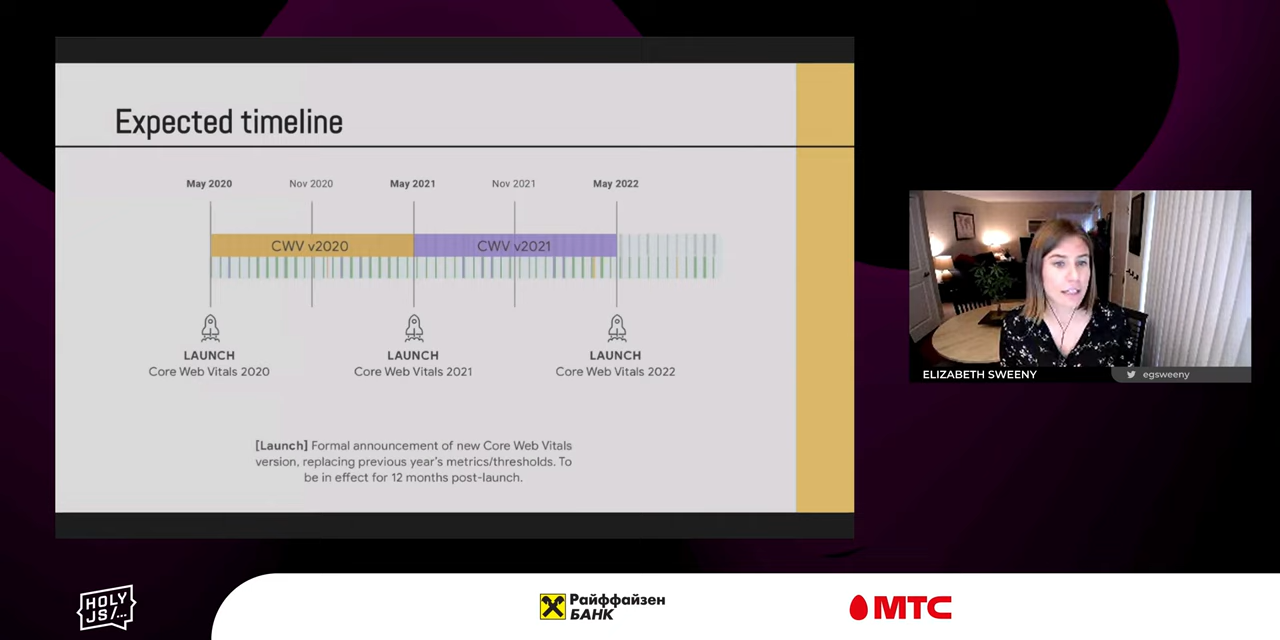 Expected timeline
May 2020
Nov 2020
May 2021
Nov 2021
May 2022
CWV v2020
CWV v2021
LAUNCH
Core Web Vitals 2020
LAUNCH
Core Web Vitals 2021
LAUNCH
Core Web Vitals 2022
[Launch] Formal announcement of new Core Web Vitals
version, replacing previous year's metrics/thresholds. To
be in effect for 12 months post-launch.
ELIZABETH SWEENY
egsweeny
HOLY
JS/...
Райффайзен
БАНК
МТС